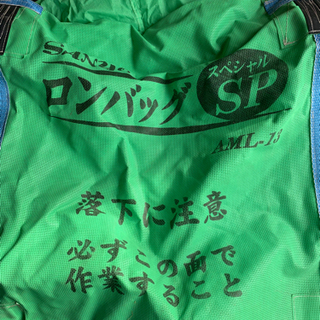 ロンバッグ
スペシャル
SP
AML-13
落下に注意
必ずこの面で
作業すること